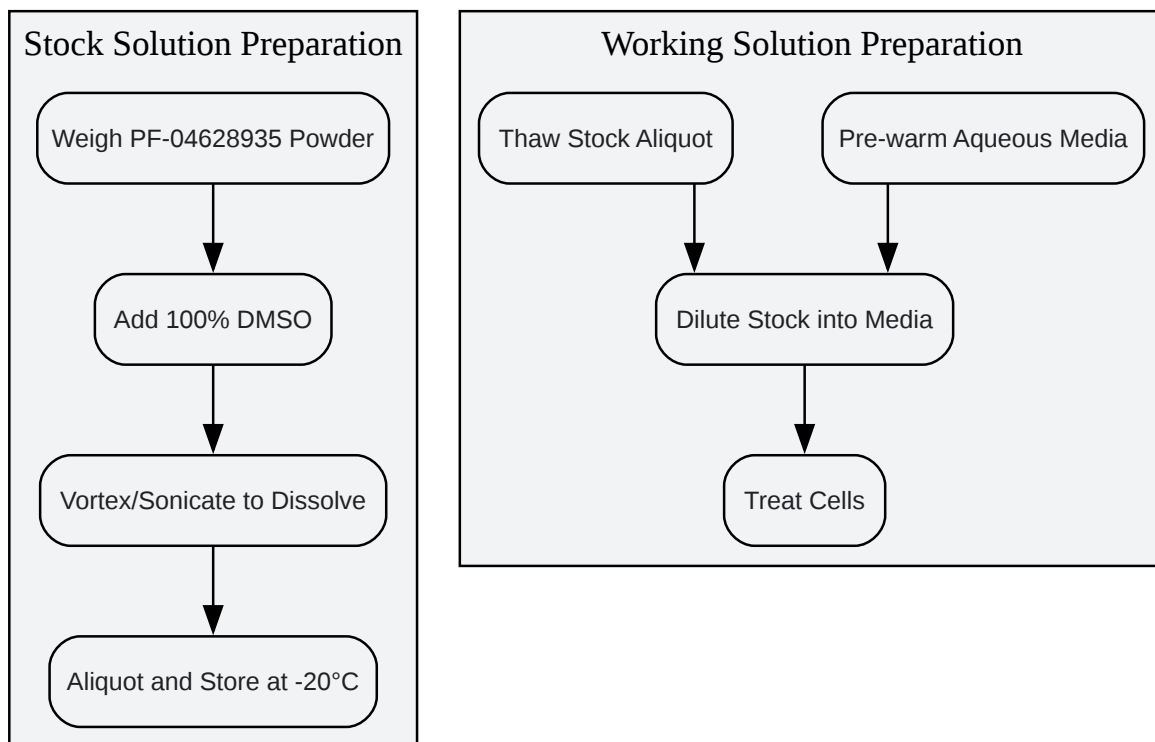 Stock Solution Preparation
Weigh PF-04628935 Powder
Add 100% DMSO
Vortex/Sonicate to Dissolve
Aliquot and Store at -20°C
Working Solution Preparation
Thaw Stock Aliquot
Pre-warm Aqueous Media
Dilute Stock into Media
Treat Cells